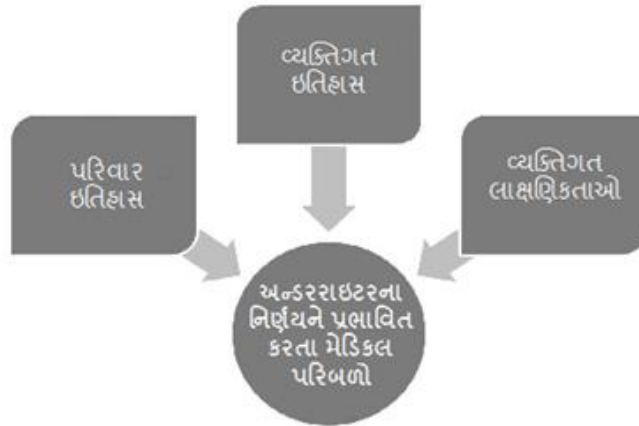 વ્યક્તિગત
ઇતિહાસ
પરિવાર
ઇતિહાસ
વ્યક્તિગત
લાક્ષણિકતાઓ
અન્ડરરાઇટરના
નિર્ણયને પ્રભાવિત
કરતા મેડિકલ
પરિબળો